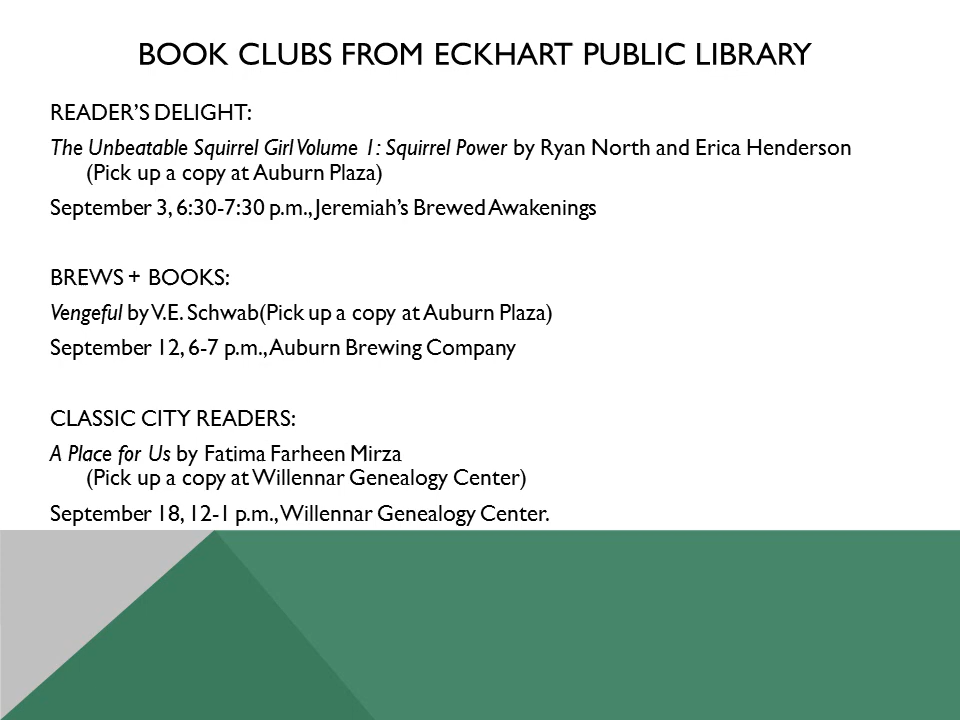 BOOK CLUBS FROM ECKHART PUBLIC LIBRARY
READER’S DELIGHT:
The Unbeatable Squirrel Girl Volume 1: Squirrel Power by Ryan North and Erica Henderson
(Pick up a copy at Auburn Plaza)
September 3, 6:30-7:30 p.m., Jeremiah’s Brewed Awakenings
BREWS + BOOKS:
Vengeful by V.E. Schwab(Pick up a copy at Auburn Plaza)
September 12, 6-7 p.m., Auburn Brewing Company
CLASSIC CITY READERS:
A Place for Us by Fatima Farheen Mirza
(Pick up a copy at Willennar Genealogy Center)
September 18, 12-1 p.m., Willennar Genealogy Center.